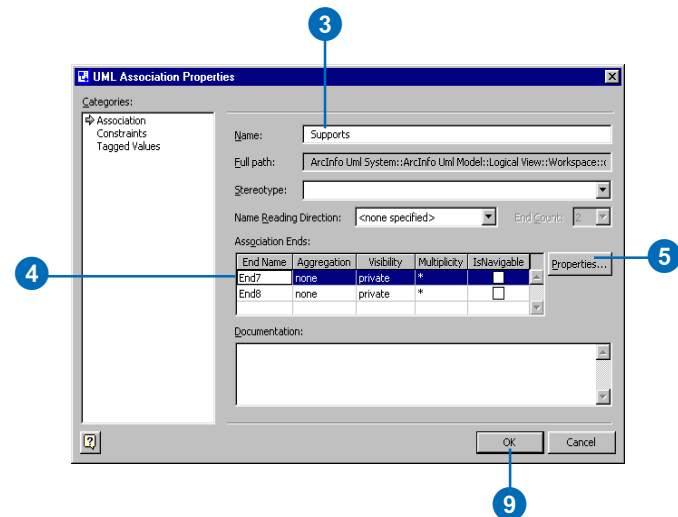 3
UML Association Properties
Categories:
Association
Constraints
Tagged Values
Name: Supports
Full path: ArcInfo Uml System::ArcInfo Uml Model::Logical View::Workspace::
Stereotype:
Name Reading Direction: <none specified> End Count: 2
Association Ends:
End Name Aggregation Visibility Multiplicity IsNavigable
End7 none private *
End8 none private *
Properties...
4
5
Documentation:
?
OK Cancel
9